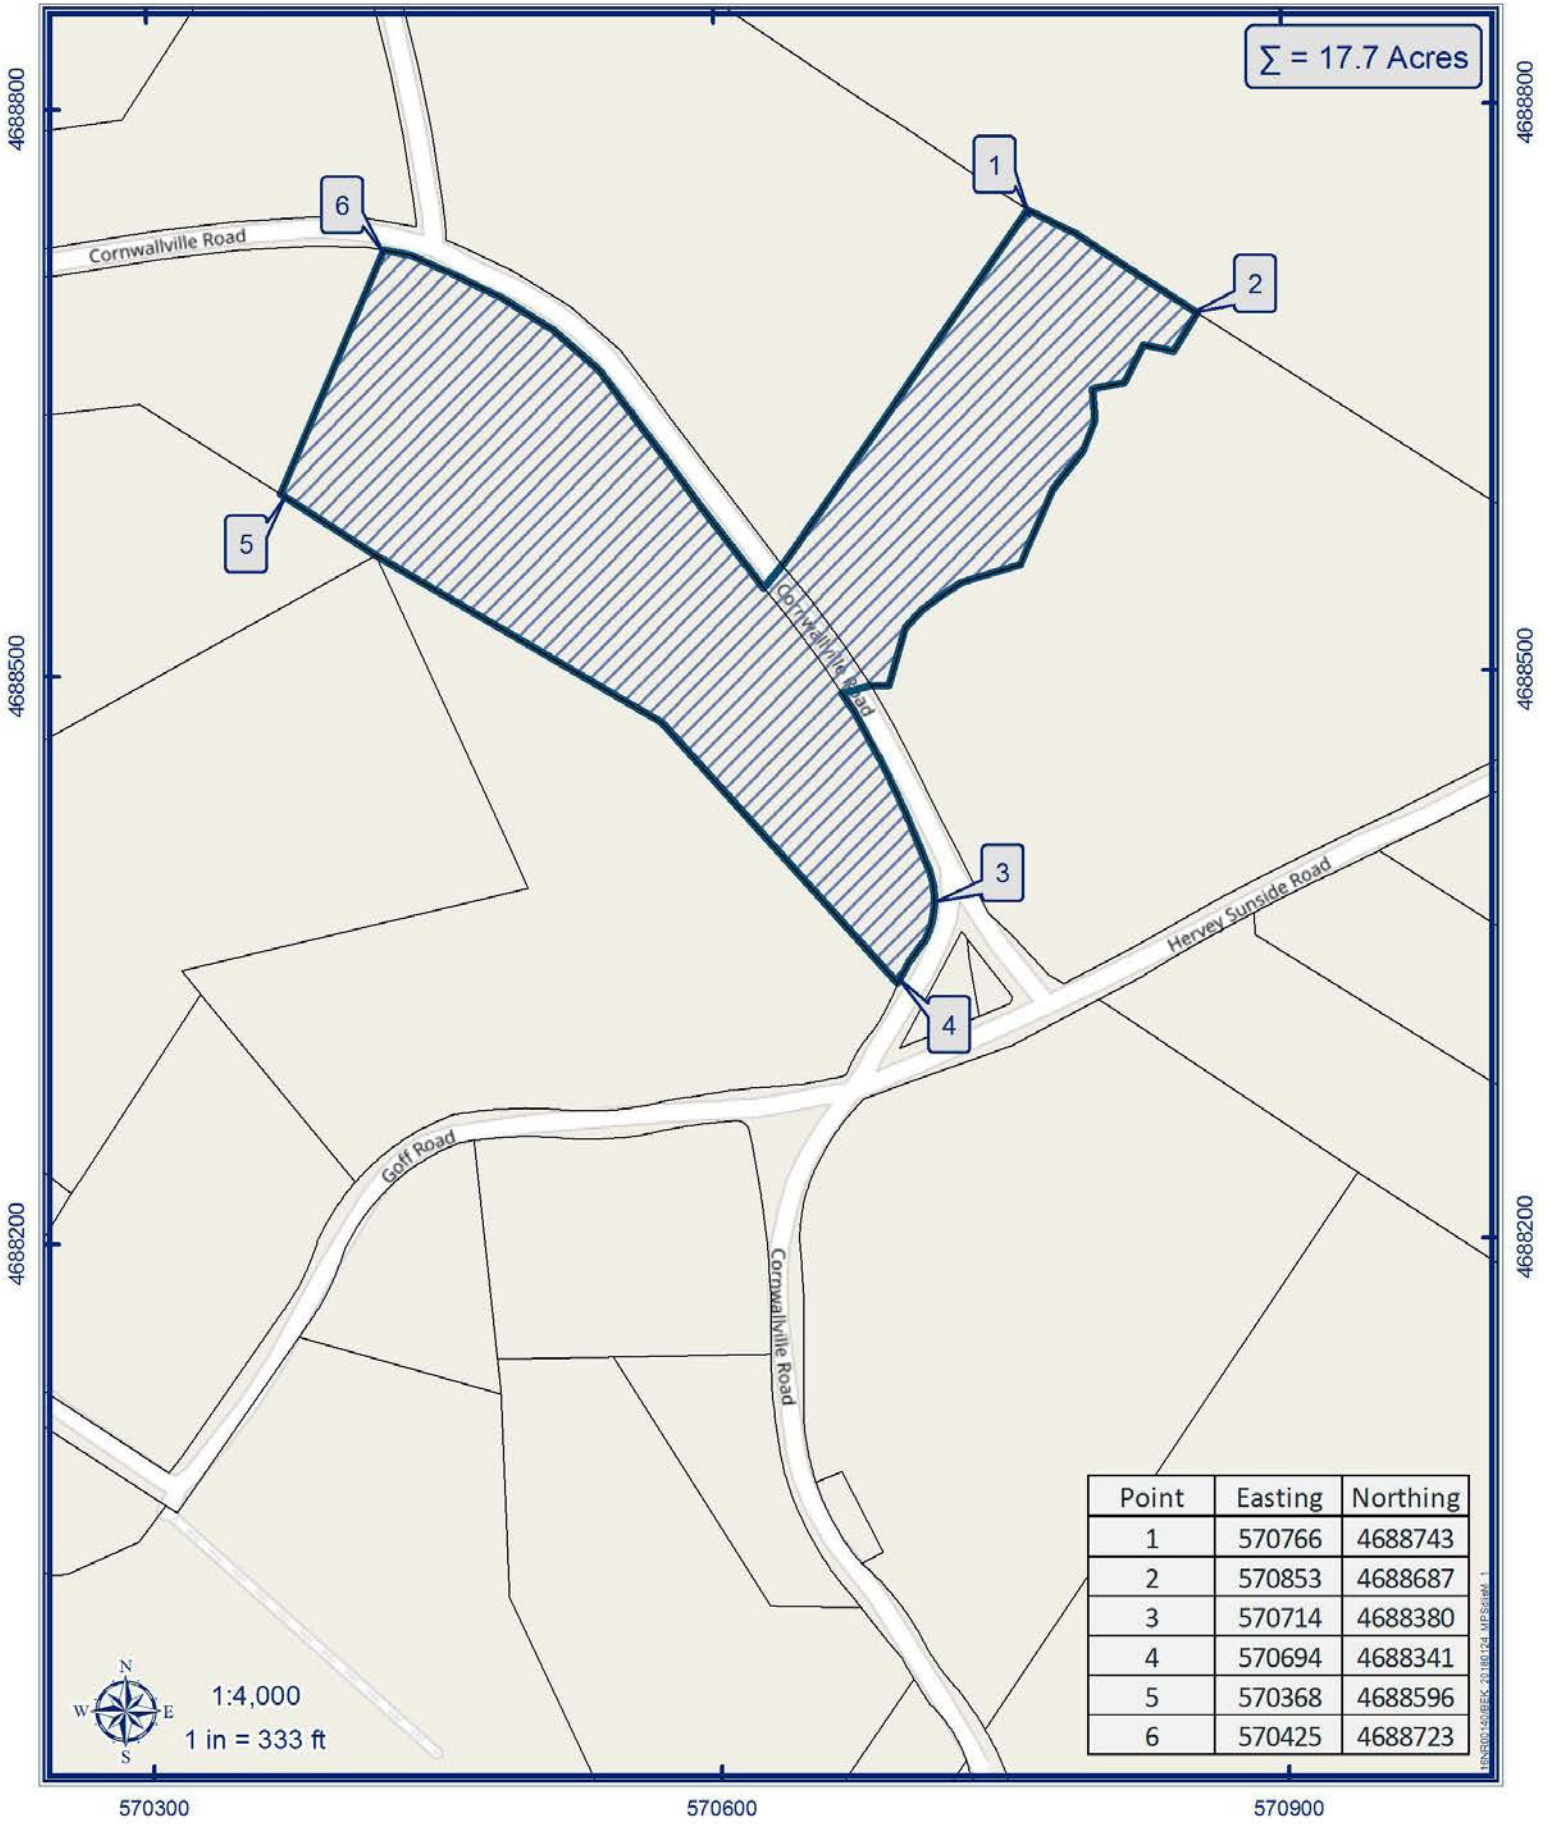 ∑ = 17.7 Acres
4688800
4688800
1
6
Cornwallville Road
2
5
Cornwallville Road
4688500
4688500
3
Hervey Sunside Road
4
Goff Road
4688200
4688200
Cornwallville Road
Point Easting Northing
1 570766 4688743
2 570853 4688687
3 570714 4688380
4 570694 4688341
5 570368 4688596
6 570425 4688723
N
W E
S
1:4,000
1 in = 333 ft
570300 570600 570900